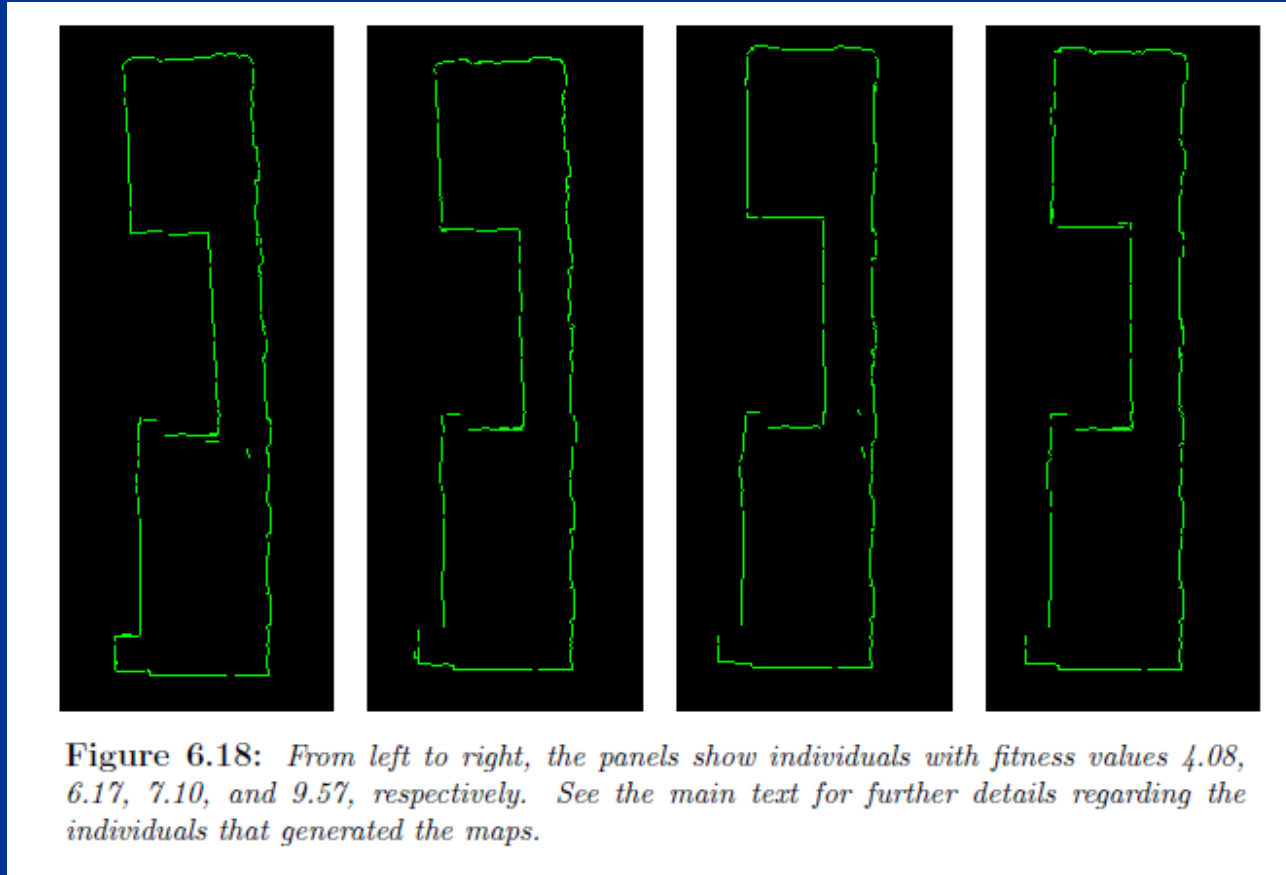 Figure 6.18: From left to right, the panels show individuals with fitness values 4.08,
6.17, 7.10, and 9.57, respectively. See the main text for further details regarding the
individuals that generated the maps.